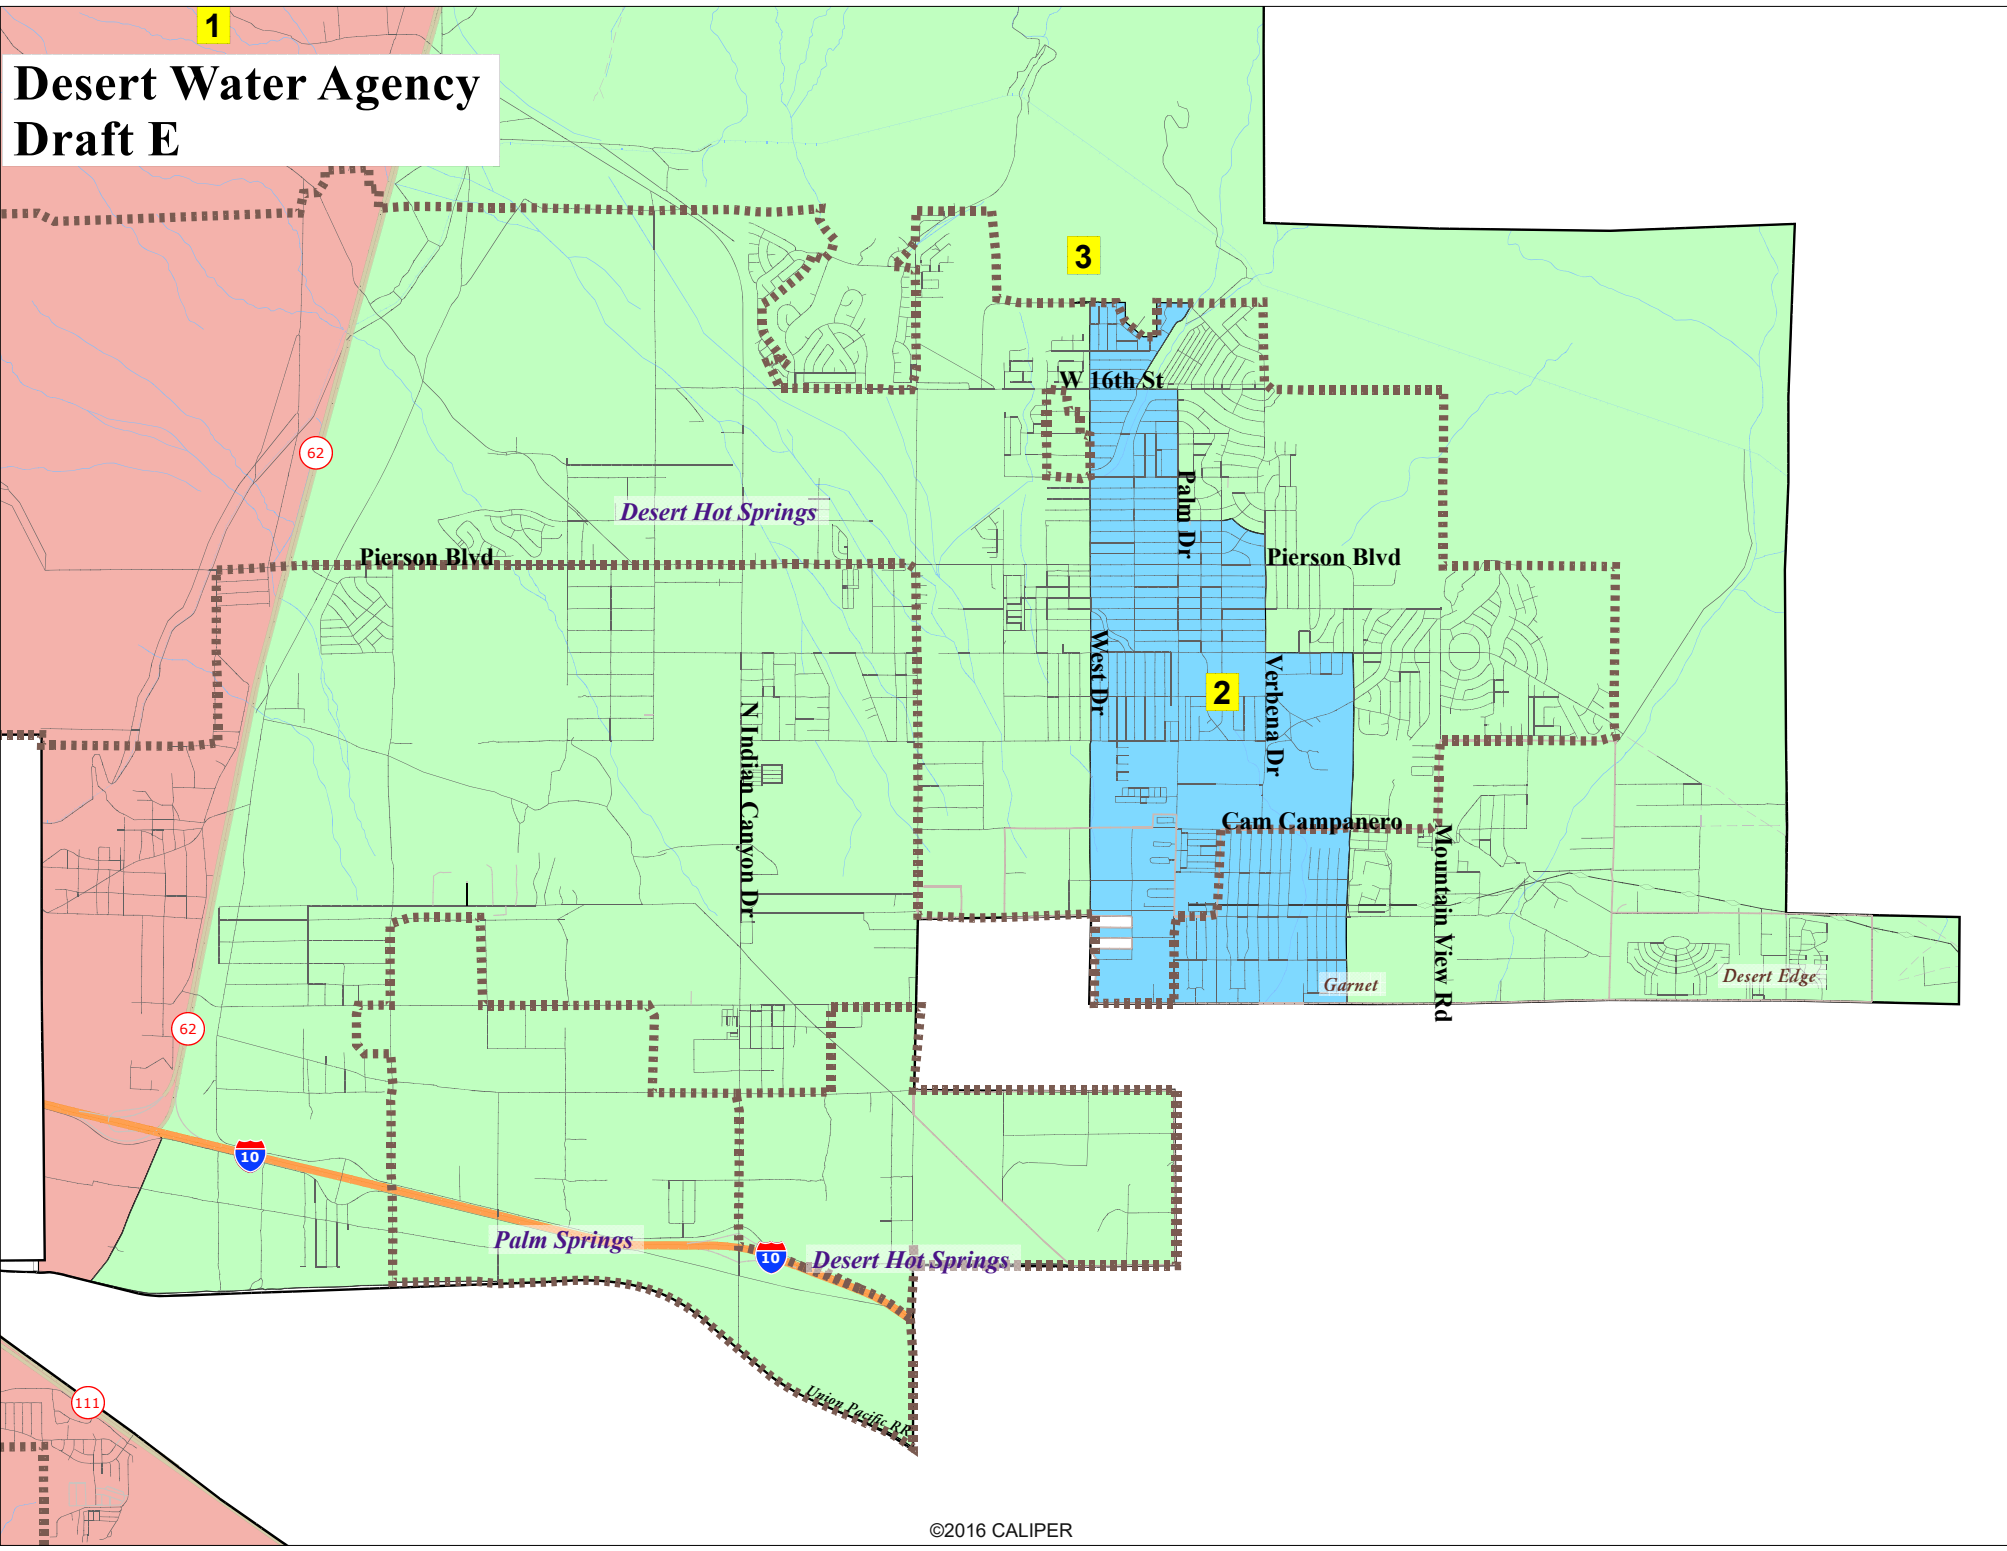 1
Desert Water Agency
Draft E
3
W 16th St
62
Palm Dr
Desert Hot Springs
Pierson Blvd
Pierson Blvd
West Dr
2
Verbena Dr
N Indian Canyon Dr
Cam Campanero
Mountain View Rd
Desert Edge
Garnet
62
10
Palm Springs
10
Desert Hot Springs
Union Pacific RR
111
©2016 CALIPER